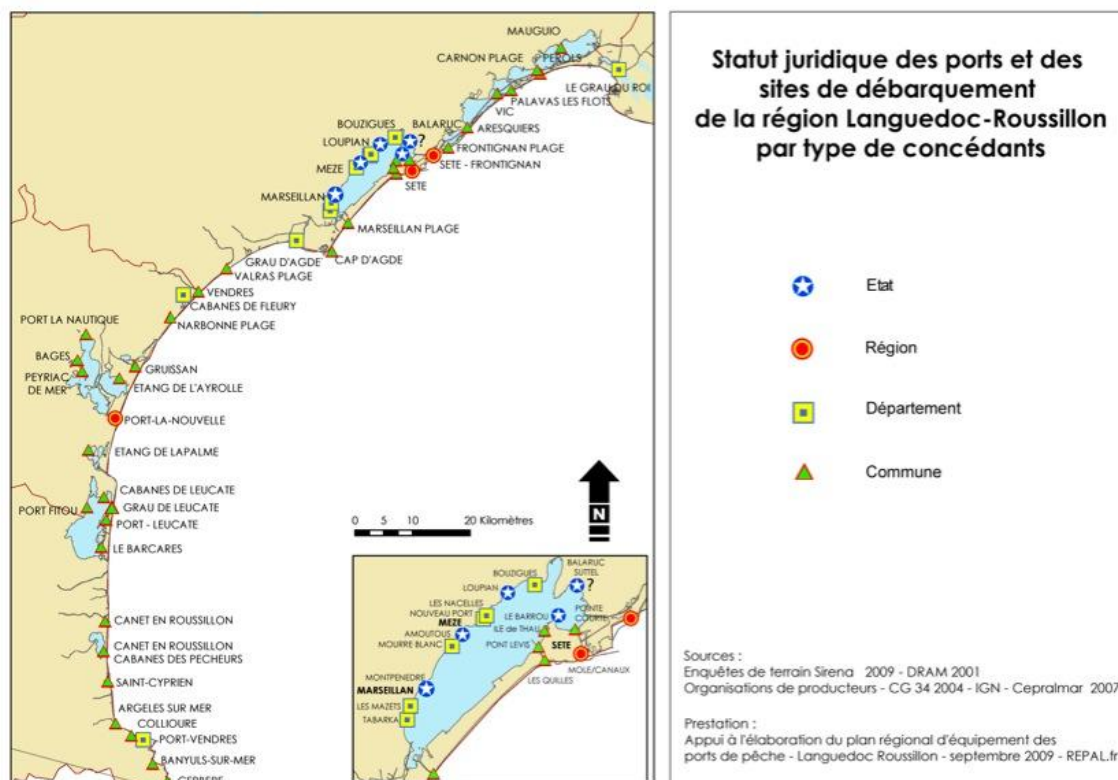 MAUGUIO
CARNON PLAGE
PEROLS
LE GRAU DU ROI
PALAVAS LES FLOTS
VIC
BOUZIGUES
BALARUC
ARESQUIERS
?
LOUPIAN
FRONTIGNAN PLAGE
MEZE
SETE - FRONTIGNAN
SETE
MARSEILLAN
MARSEILLAN PLAGE
CAP D'AGDE
GRAU D'AGDE
VALRAS PLAGE
VENDRES
CABANES DE FLEURY
PORT LA NAUTIQUE
NARBONNE PLAGE
BAGES
GRUISSAN
PEYRIAC
DE MER
ETANG DE L'AYROLLE
PORT-LA-NOUVELLE
ETANG DE LAPALME
CABANES DE LEUCATE
PORT FITOU
GRAU DE LEUCATE
PORT - LEUCATE
LE BARCARES
CANET EN ROUSSILLON
CANET EN ROUSSILLON
CABANES DES PECHEURS
SAINT-CYPRIEN
ARGELES SUR MER
COLLIOURE
PORT-VENDRES
BANYULS-SUR-MER
CERBERE
N
0 5 10 20 Kilomètres
BALARUC
SUTTEL
BOUZIGUES
?
LOUPIAN
LES NACELLES
NOUVEAU PORT
MEZE
LE BARROU
POINTE
COURTE
ILE de THAU
AMOUTOUS
MOURRE BLANC
PONT LEVIS
SETE
MOLE/CANAUX
MONTPENEDRE
LES QUILLES
MARSEILLAN
LES MAZETS
TABARKA
Statut juridique des ports et des
sites de débarquement
de la région Languedoc-Roussillon
par type de concédants
Etat
Région
Département
Commune
Sources :
Enquêtes de terrain Sirena 2009 - DRAM 2001
Organisations de producteurs - CG 34 2004 - IGN - Cepralmar 2007
Prestation :
Appui à l'élaboration du plan régional d'équipement des
ports de pêche - Languedoc Roussillon - septembre 2009 - REPAL.fr